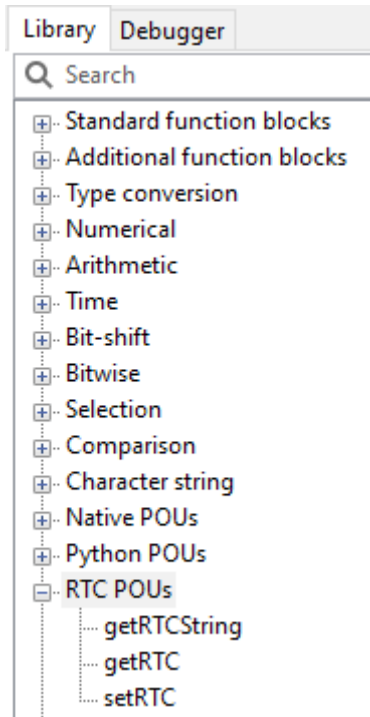 Library Debugger
Search
Standard function blocks
Additional function blocks
Type conversion
Numerical
Arithmetic
Time
Bit-shift
Bitwise
Selection
Comparison
Character string
Native POUs
Python POUs
RTC POUs
getRTCString
getRTC
setRTC